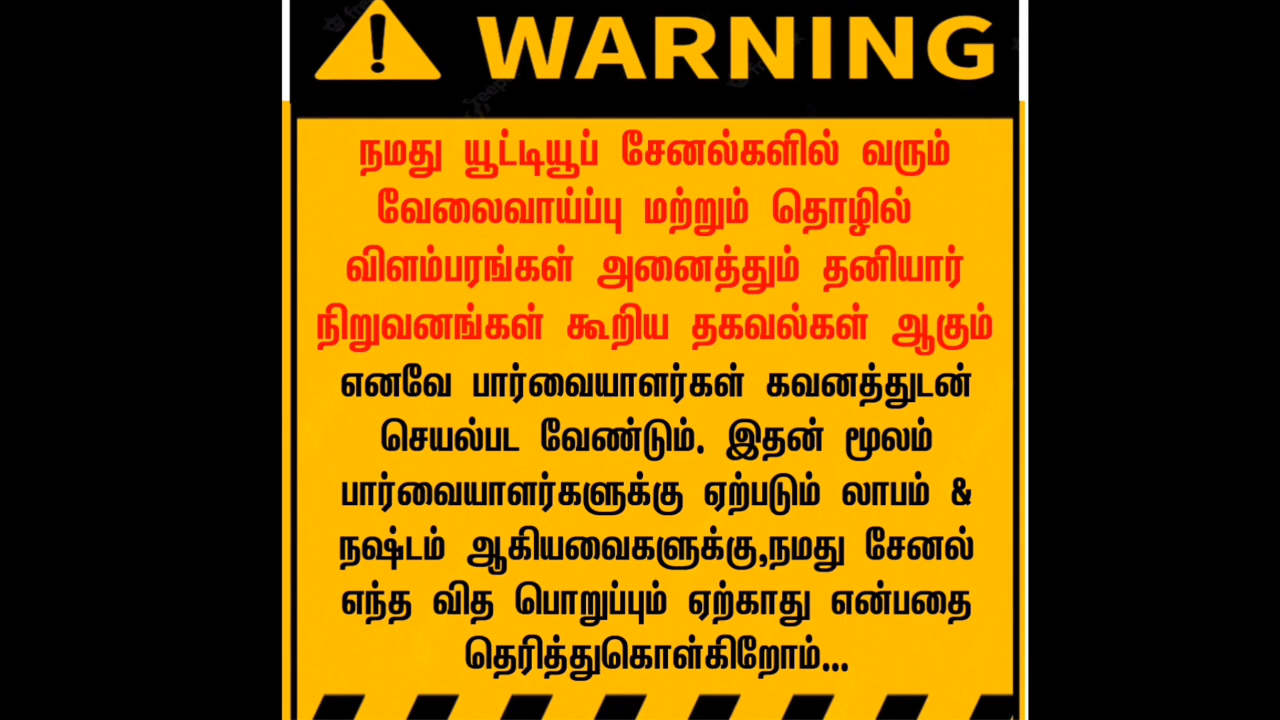 WARNING
நமது யூட்டியூப் சேனல்களில் வரும்
வேலைவாய்ப்பு மற்றும் தொழில்
விளம்பரங்கள் அனைத்தும் தனியார்
நிறுவனங்கள் கூறிய தகவல்கள் ஆகும்
எனவே பார்வையாளர்கள் கவனத்துடன்
செயல்பட வேண்டும். இதன் மூலம்
பார்வையாளர்களுக்கு ஏற்படும் லாபம் &
நஷ்டம் ஆகியவைகளுக்கு,நமது சேனல்
எந்த வித பொறுப்பும் ஏற்காது என்பதை
தெரித்துகொள்கிறோம்...